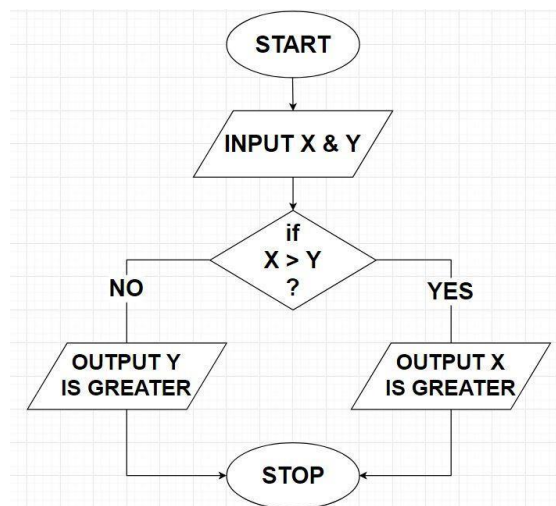 START
INPUT X & Y
if
X > Y
?
NO
YES
OUTPUT Y
IS GREATER
OUTPUT X
IS GREATER
STOP